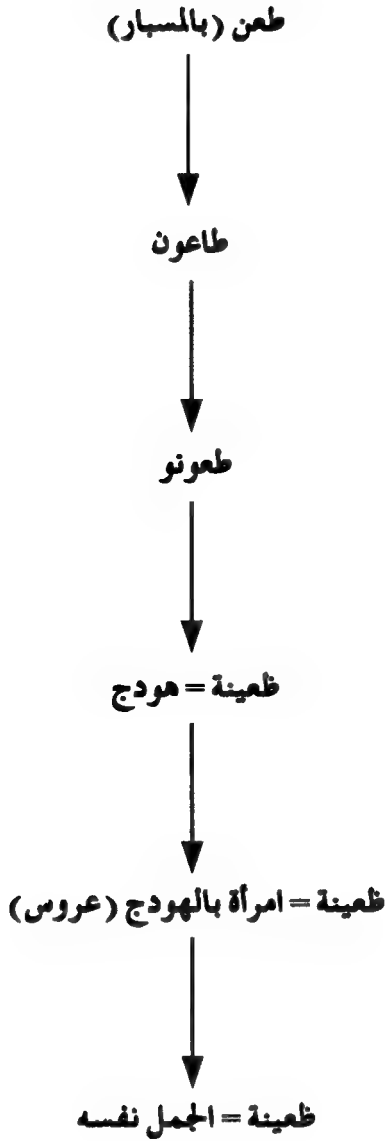 طعن (بالمسبار)
طاعون
طعونو
ظعينة = هودج
ظعينة = امرأة بالهودج (عروس)
ظعينة = الجمل نفسه